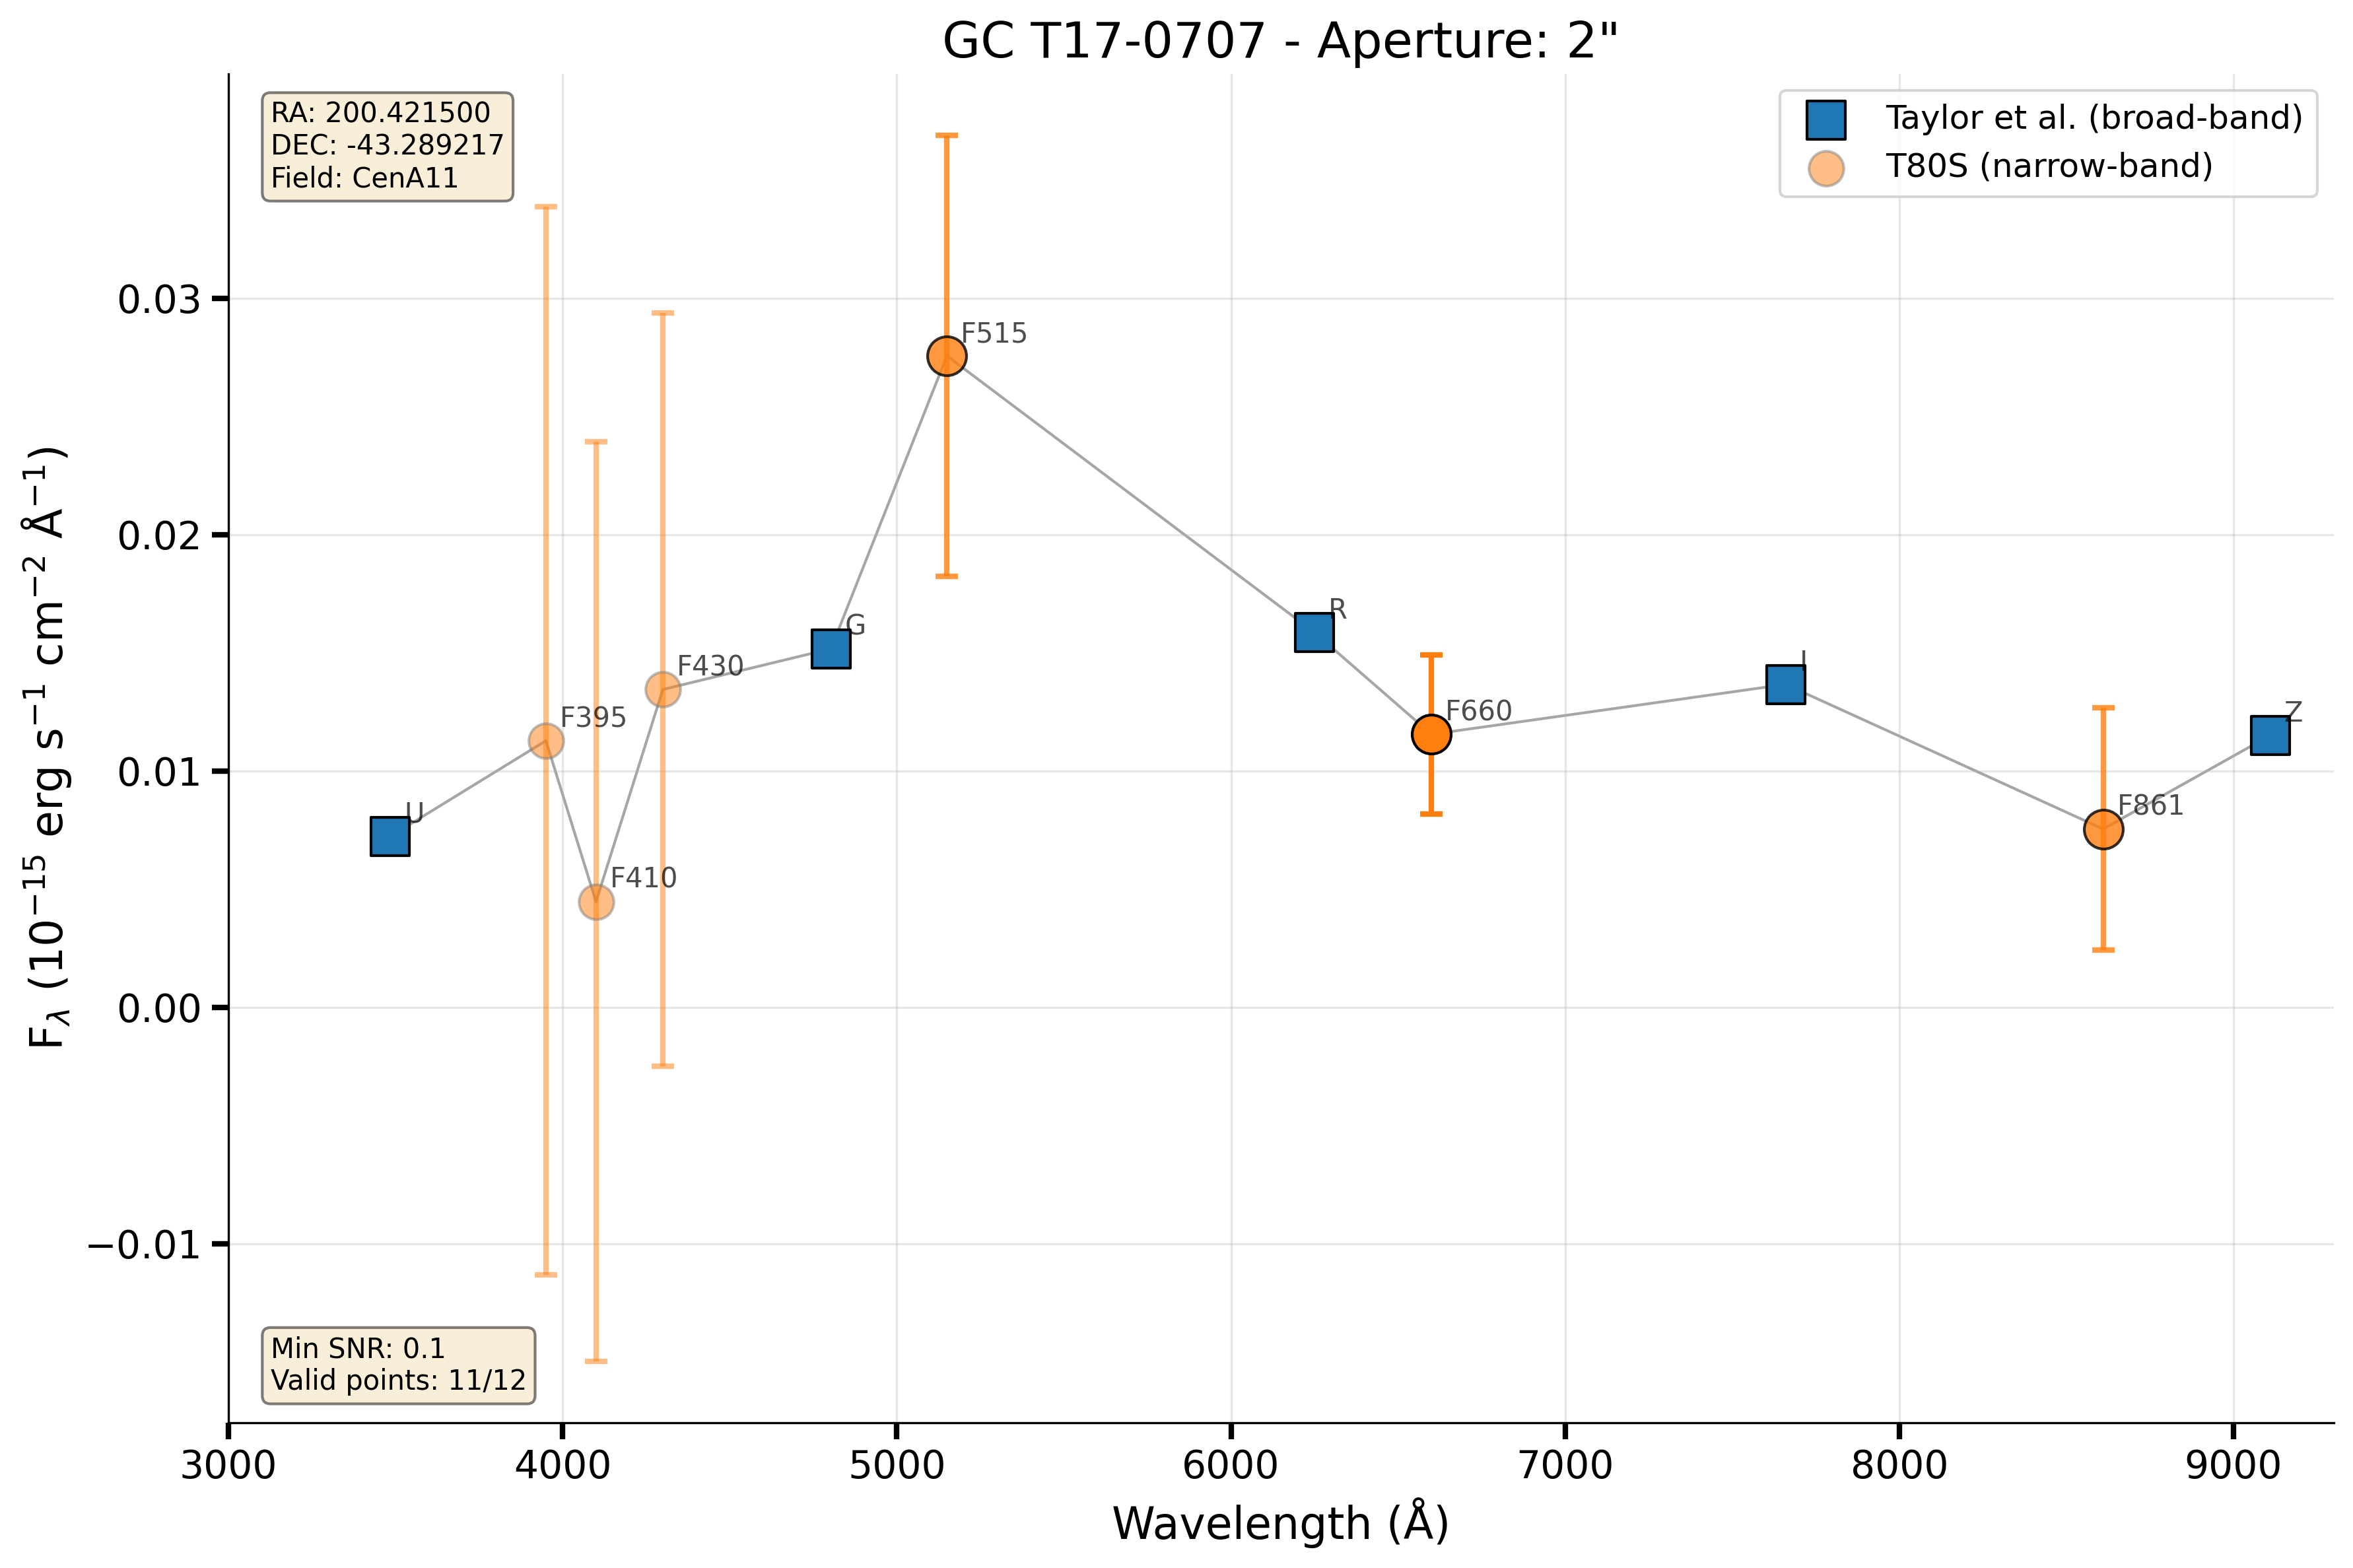 GC T17-0707 - Aperture: 2"
RA: 200.421500
DEC: -43.289217
Field: CenA11
Taylor et al. (broad-band)
T80S (narrow-band)
0.03
0.02
0.01
0.00
−0.01
F515
G
R
F430
F395
F660
I
Z
U
F861
F410
Min SNR: 0.1
Valid points: 11/12
3000
4000
5000
6000
7000
8000
9000
Wavelength (Å)
Fλ (10⁻¹⁵ erg s⁻¹ cm⁻² Å⁻¹)